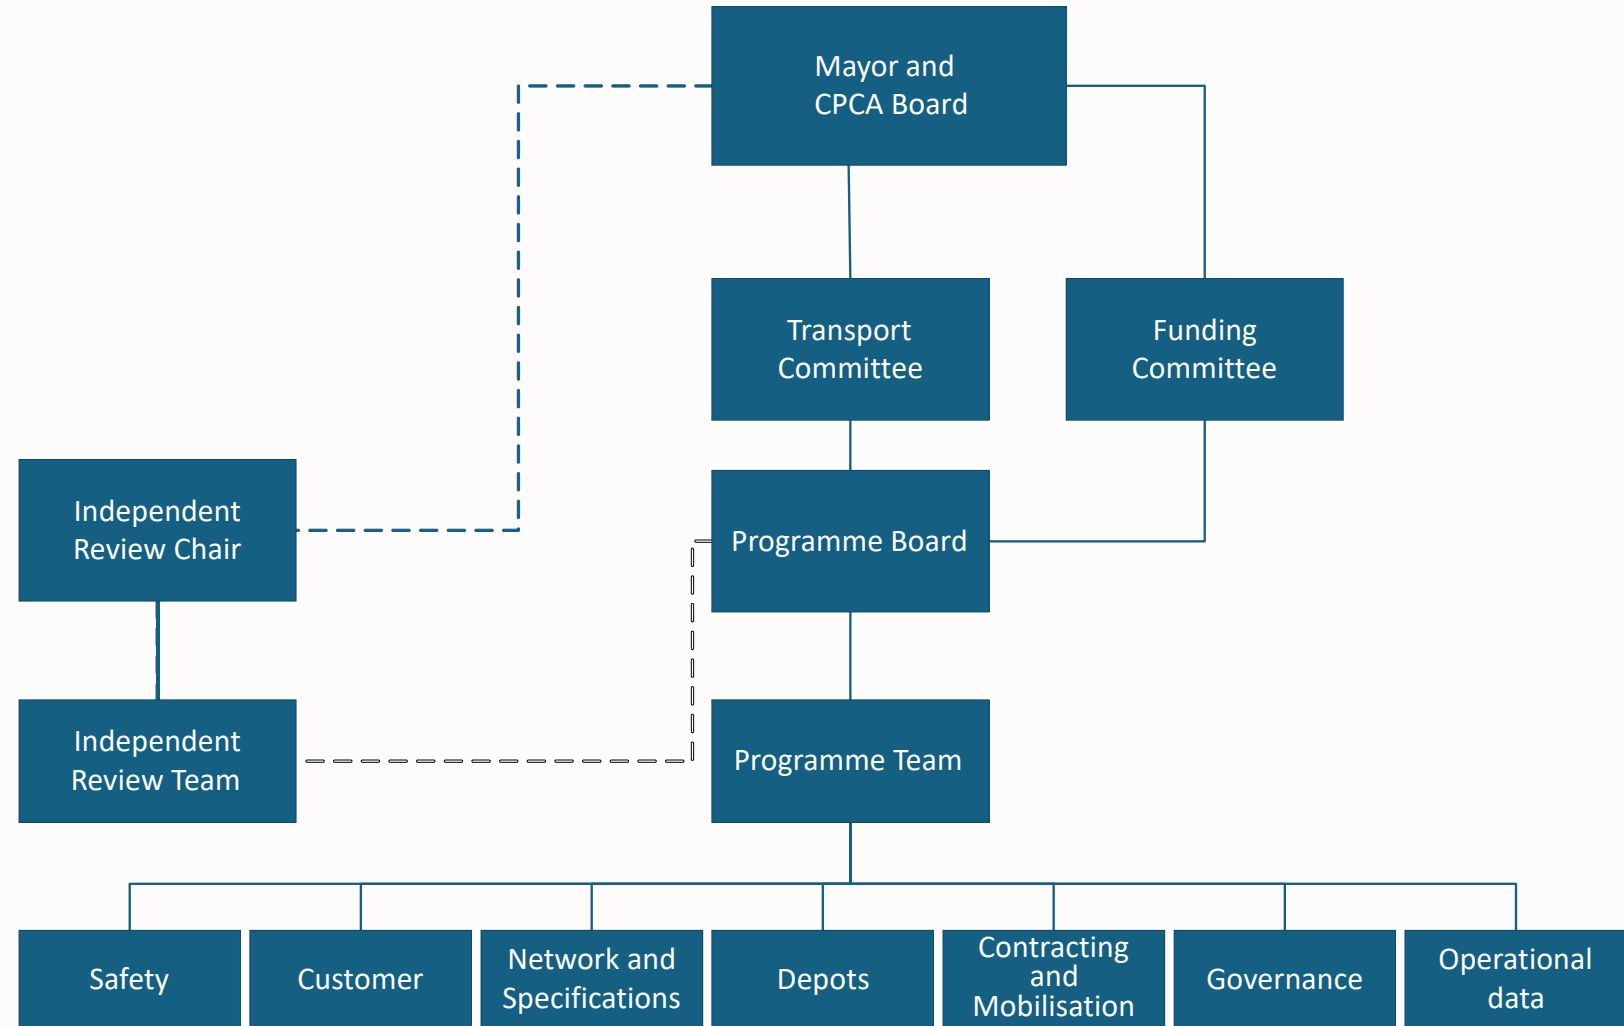 Mayor and
CPCA Board
Transport
Committee
Funding
Committee
Independent
Review Chair
Programme Board
Independent
Review Team
Programme Team
Safety
Customer
Network and
Specifications
Depots
Contracting
and
Mobilisation
Governance
Operational
data